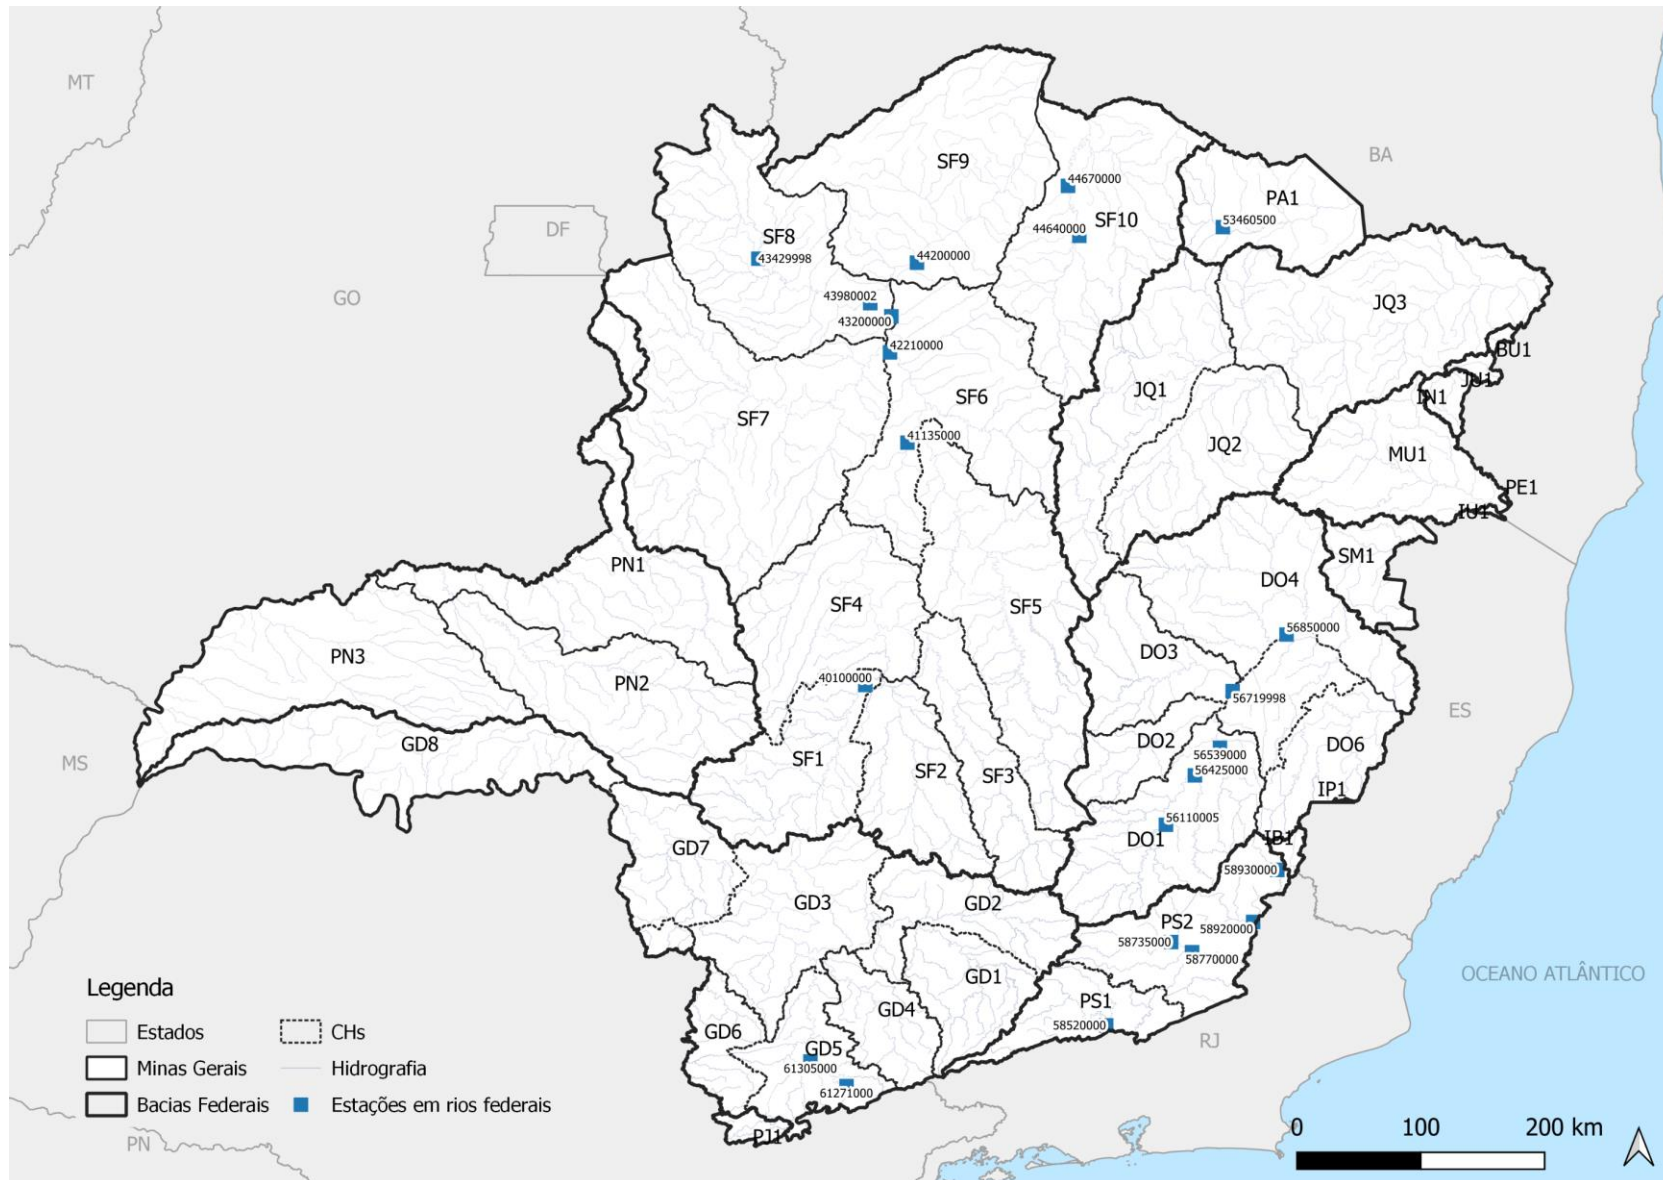 MT
BA
SF9
44670000
PA1
53460500
SF10
44640000
DF
SF8
43429998
44200000
GO
43980002
43200000
JQ3
42210000
BU1
JU1
IN1
JQ1
SF6
SF7
41135000
JQ2
MU1
PE1
IU1
SM1
PN1
DO4
SF4
SF5
56850000
DO3
PN3
PN2
40100000
56719998
ES
GD8
DO2
DO6
MS
56539000
SF1
SF2
SF3
56425000
IP1
56110005
DO1
IB1
GD7
58930000
GD3
GD2
PS2
58920000
58735000
58770000
OCEANO ATLÂNTICO
GD1
Legenda
PS1
GD4
58520000
Estados
CHs
GD6
RJ
GD5
Minas Gerais
Hidrografia
61305000
61271000
Bacias Federais
Estações em rios federais
0 100 200 km
PN
PJ1